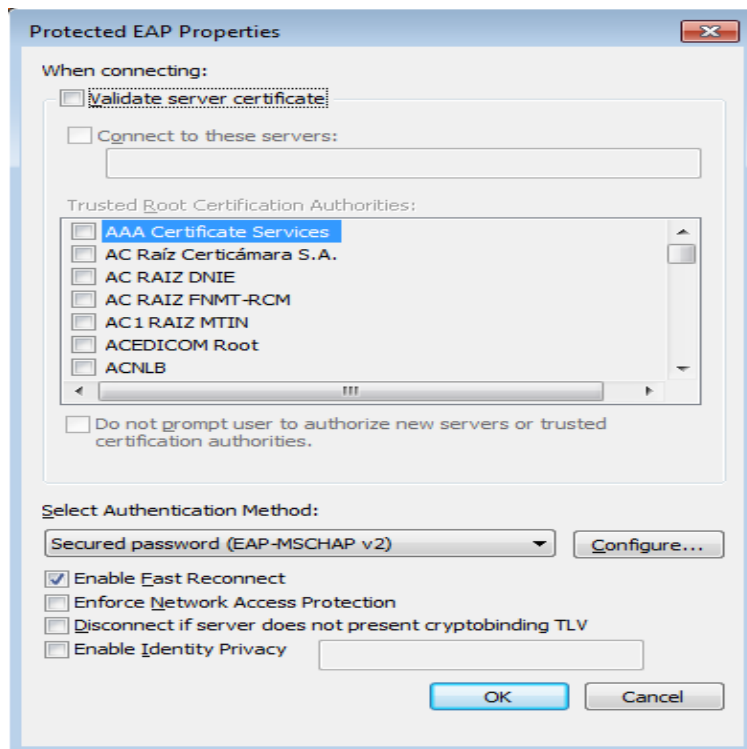 Protected EAP Properties
When connecting:
Validate server certificate
Connect to these servers:
Trusted Root Certification Authorities:
AAA Certificate Services
AC Raíz Certicámara S.A.
AC RAIZ DNIE
AC RAIZ FNMT-RCM
AC1 RAIZ MTIN
ACEDICOM Root
ACNLB
Do not prompt user to authorize new servers or trusted
certification authorities.
Select Authentication Method:
Secured password (EAP-MSCHAP v2)
Configure...
Enable Fast Reconnect
Enforce Network Access Protection
Disconnect if server does not present cryptobinding TLV
Enable Identity Privacy
OK
Cancel